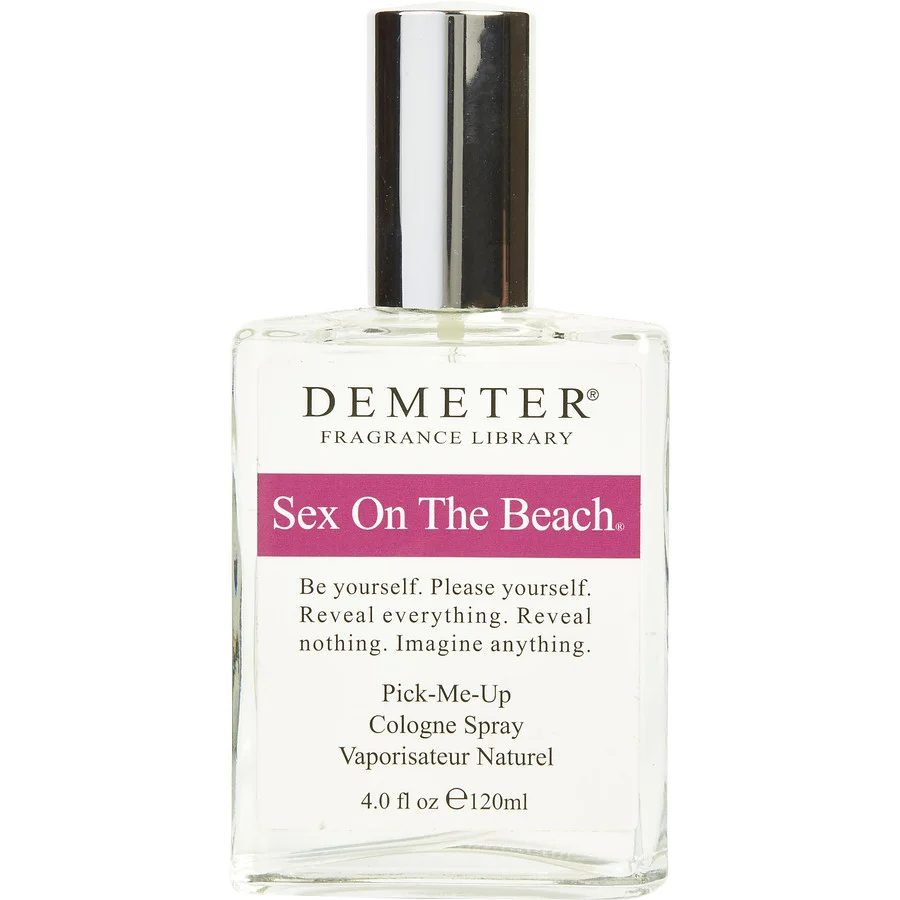 DEMETER®
FRAGRANCE LIBRARY
Sex On The Beach®
Be yourself. Please yourself.
Reveal everything. Reveal
nothing. Imagine anything.
Pick-Me-Up
Cologne Spray
Vaporisateur Naturel
4.0 fl oz ℮120ml